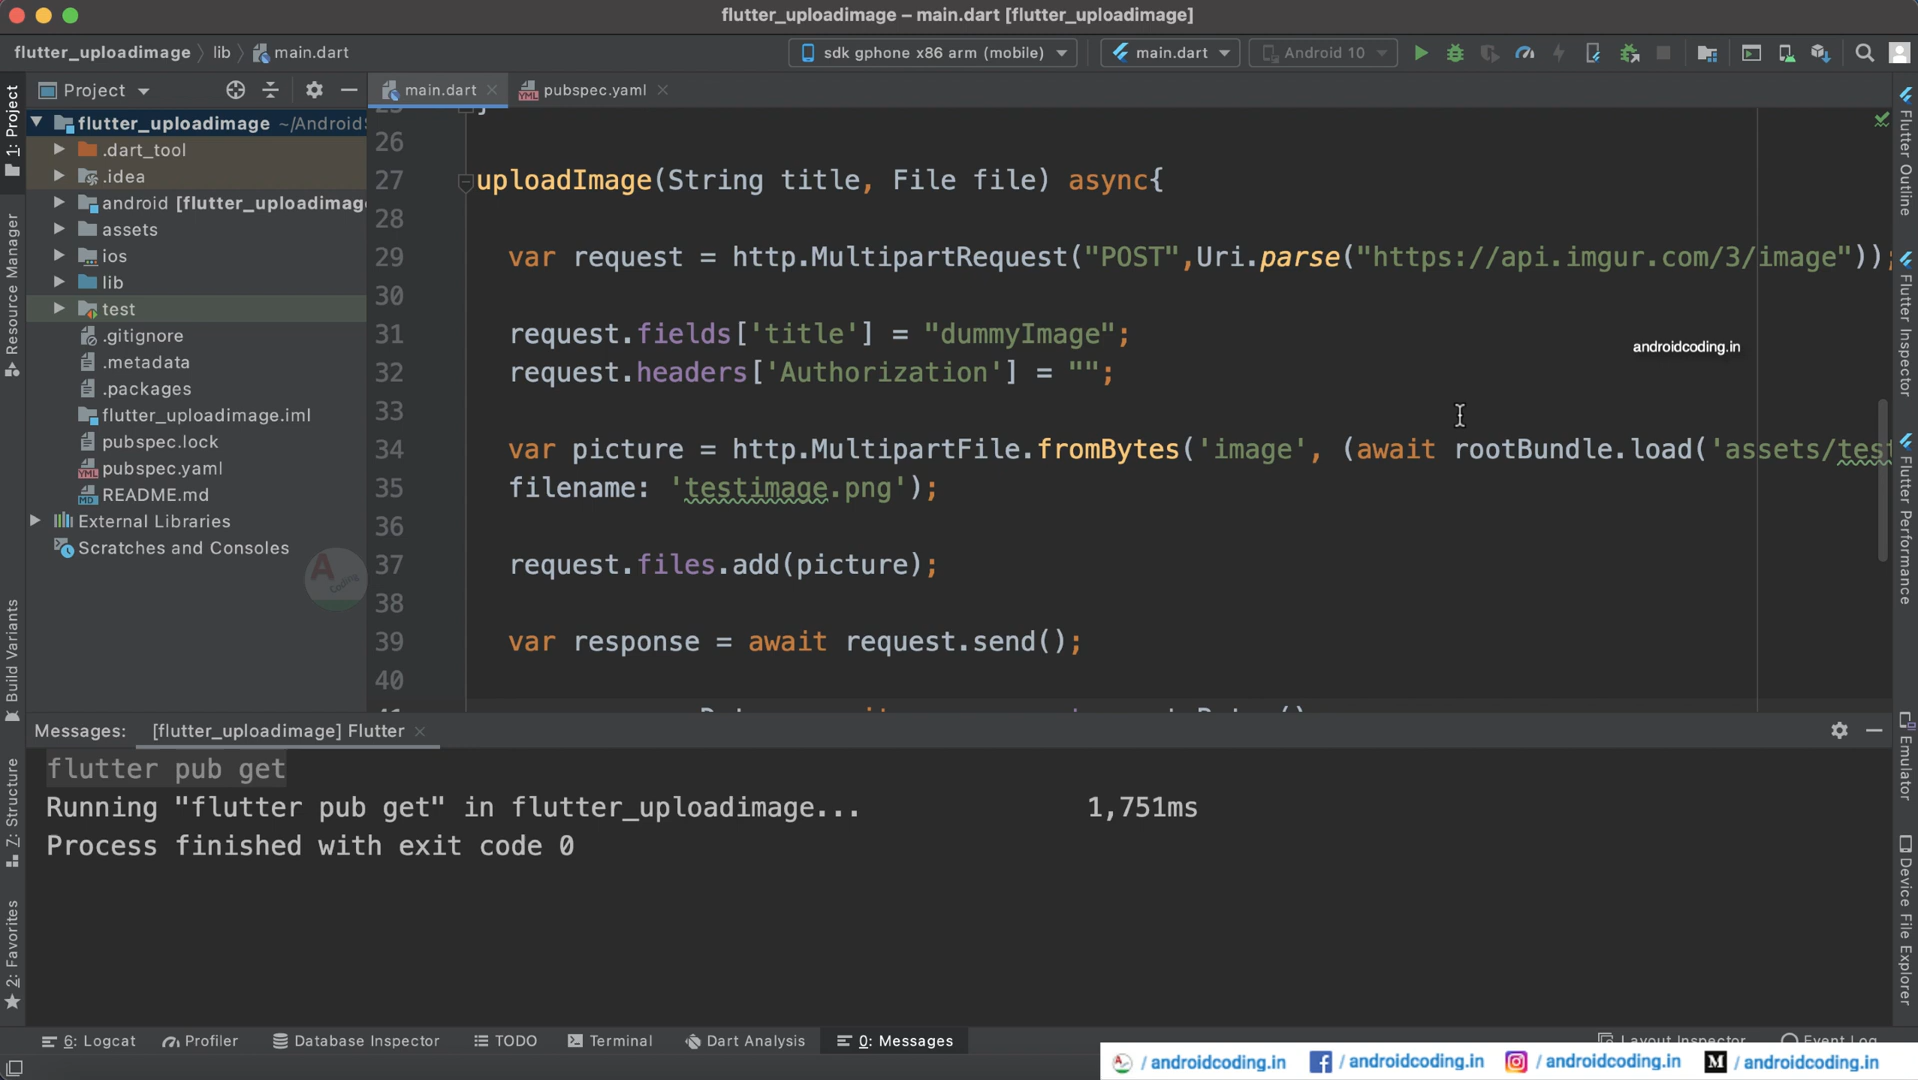 flutter_uploadimage – main.dart [flutter_uploadimage]
flutter_uploadimage lib main.dart sdk gphone x86 arm (mobile) main.dart Android 10
1: Project
Resource Manager
Build Variants
Z: Structure
2: Favorites
Project
flutter_uploadimage ~/Android
.dart_tool
.idea
android [flutter_uploadimag
assets
ios
lib
test
.gitignore
.metadata
.packages
flutter_uploadimage.iml
pubspec.lock
pubspec.yaml
README.md
External Libraries
Scratches and Consoles
A Coding
main.dart pubspec.yaml
26
27 uploadImage(String title, File file) async{
28
29 var request = http.MultipartRequest("POST",Uri.parse("https://api.imgur.com/3/image"));
30
31 request.fields['title'] = "dummyImage";
32 request.headers['Authorization'] = "";
33
34 var picture = http.MultipartFile.fromBytes('image', (await rootBundle.load('assets/test
35 filename: 'testimage.png');
36
37 request.files.add(picture);
38
39 var response = await request.send();
40
androidcoding.in
Flutter Outline
Flutter Inspector
Flutter Performance
Emulator
Device File Explorer
Messages: [flutter_uploadimage] Flutter
flutter pub get
Running "flutter pub get" in flutter_uploadimage... 1,751ms
Process finished with exit code 0
6: Logcat Profiler Database Inspector TODO Terminal Dart Analysis 0: Messages Layout Inspector Event Log
A / androidcoding.in f / androidcoding.in / androidcoding.in M / androidcoding.in